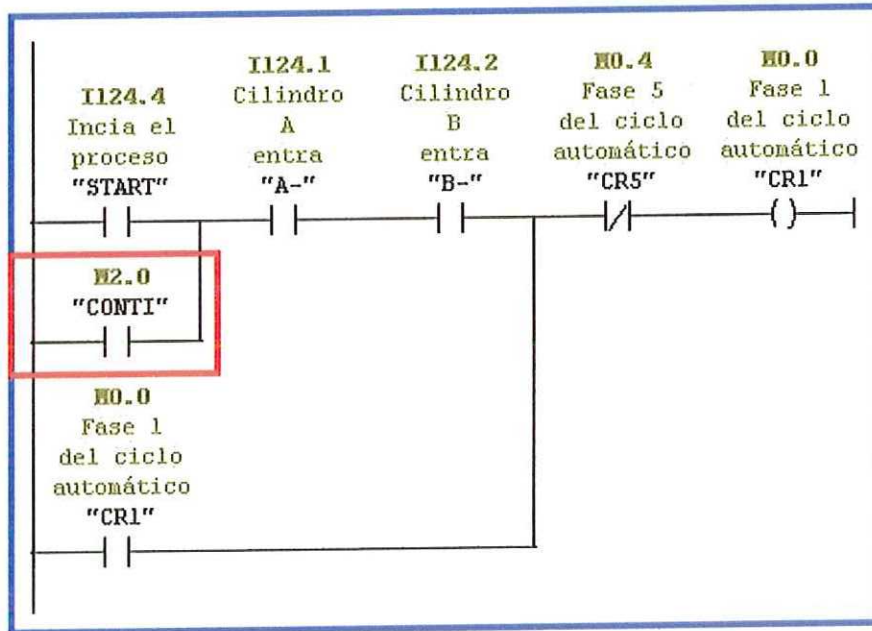 I124.4
Incia el
proceso
"START"
I124.1
Cilindro
A
entra
"A-"
I124.2
Cilindro
B
entra
"B-"
M0.4
Fase 5
del ciclo
automático
"CR5"
M0.0
Fase 1
del ciclo
automático
"CR1"
M2.0
"CONTI"
M0.0
Fase 1
del ciclo
automático
"CR1"